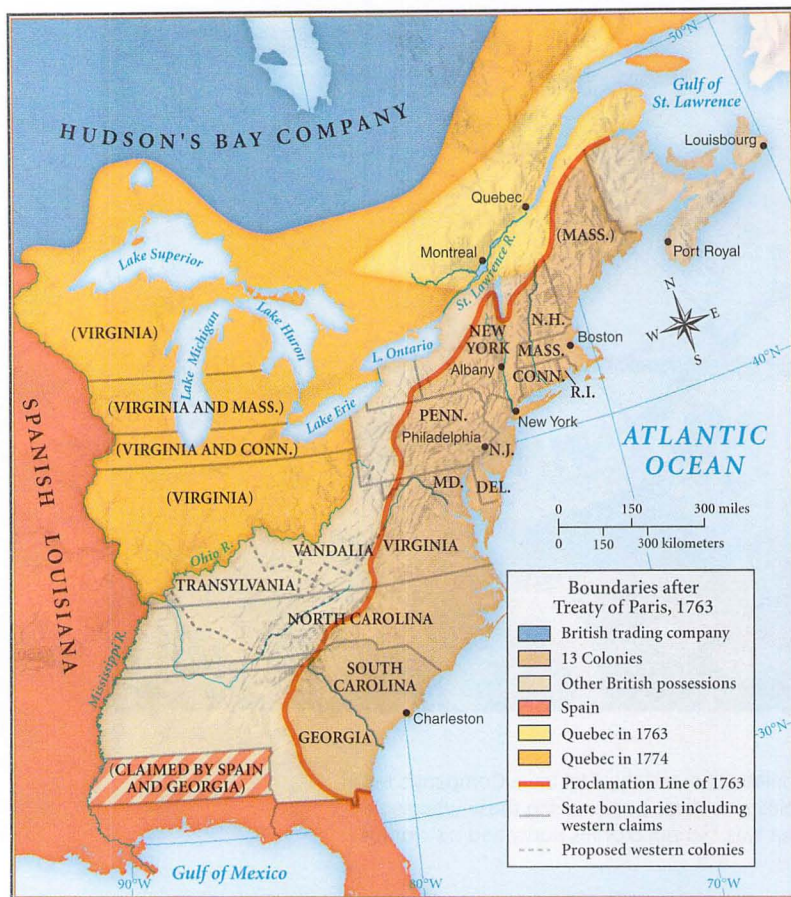 50°N
Gulf of
St. Lawrence
HUDSON'S BAY COMPANY
Louisbourg
Quebec
(MASS.)
Montreal
St. Lawrence R.
Port Royal
Lake Superior
N
W E
S
Lake Huron
Lake Michigan
(VIRGINIA)
L. Ontario
NEW
YORK
N.H.
Boston
MASS.
Albany
CONN.
R.I.
40°N
(VIRGINIA AND MASS.)
Lake Erie
New York
PENN.
Philadelphia
N.J.
(VIRGINIA AND CONN.)
ATLANTIC
OCEAN
MD.
DEL.
(VIRGINIA)
SPANISH LOUISIANA
0 150 300 miles
0 150 300 kilometers
Ohio R.
VANDALIA
VIRGINIA
TRANSYLVANIA
NORTH CAROLINA
Mississippi R.
SOUTH
CAROLINA
Charleston
GEORGIA
30°N
(CLAIMED BY SPAIN
AND GEORGIA)
Gulf of Mexico
90°W
80°W
70°W
Boundaries after
Treaty of Paris, 1763
British trading company
13 Colonies
Other British possessions
Spain
Quebec in 1763
Quebec in 1774
Proclamation Line of 1763
State boundaries including
western claims
Proposed western colonies